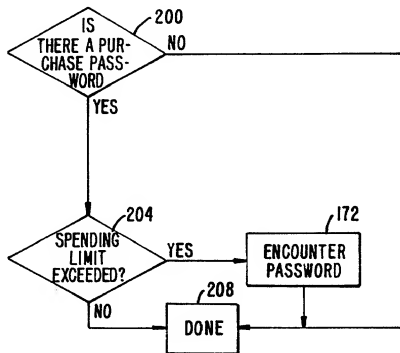 200
IS
THERE A PUR-
CHASE PASS-
WORD
NO
YES
204
SPENDING
LIMIT
EXCEEDED?
YES
NO
172
ENCOUNTER
PASSWORD
208
DONE